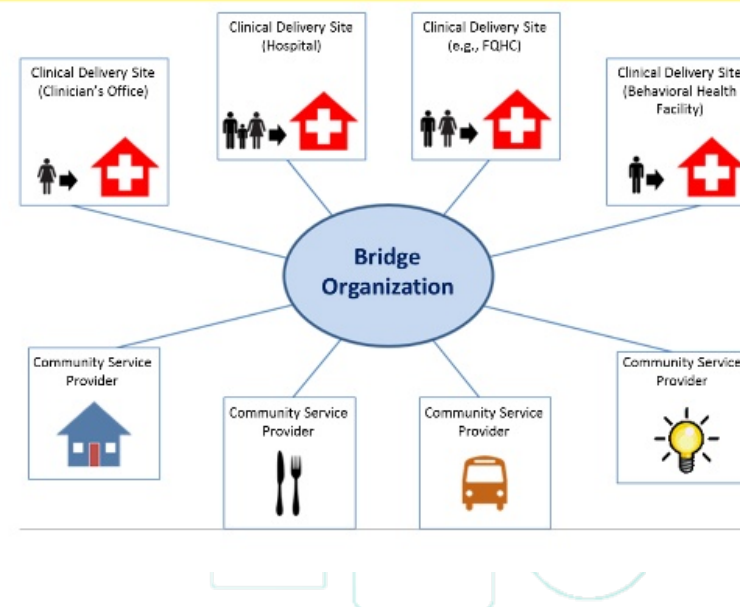 Clinical Delivery Site
(Hospital)
Clinical Delivery Site
(e.g., FQHC)
Clinical Delivery Site
(Clinician's Office)
Clinical Delivery Site
(Behavioral Health
Facility)
Bridge
Organization
Community Service
Provider
Community Service
Provider
Community Service
Provider
Community Service
Provider